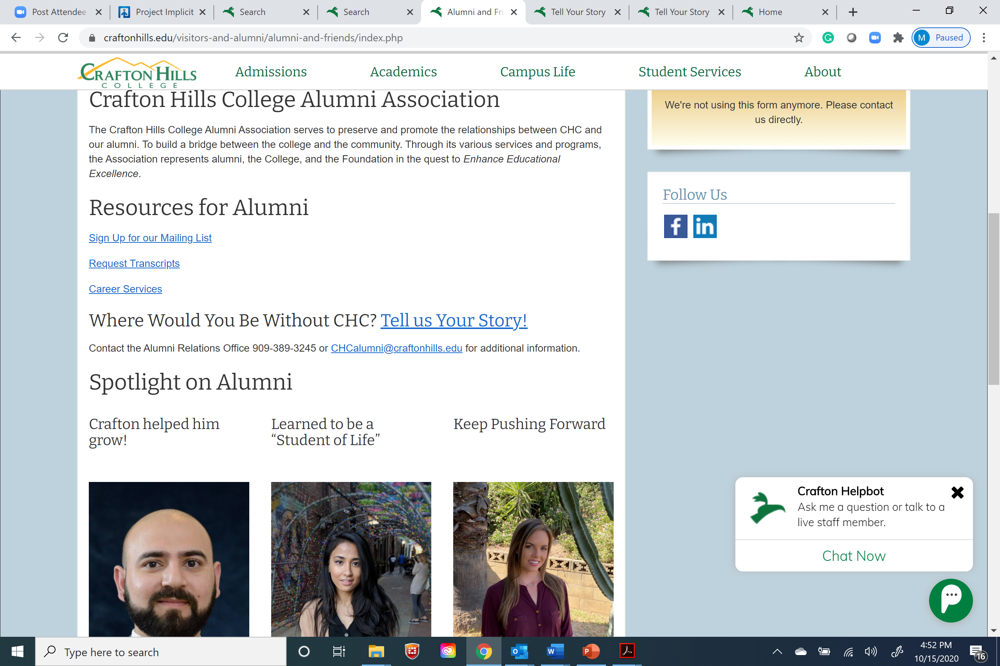 Post Attendee
Project Implicit
Search
Search
Alumni and Fri
Tell Your Story
Tell Your Story
Home
craftonhills.edu/visitors-and-alumni/alumni-and-friends/index.php
M Paused
CRAFTON HILLS
COLLEGE
Admissions
Academics
Campus Life
Student Services
About
Crafton Hills College Alumni Association
The Crafton Hills College Alumni Association serves to preserve and promote the relationships between CHC and
our alumni. To build a bridge between the college and the community. Through its various services and programs,
the Association represents alumni, the College, and the Foundation in the quest to Enhance Educational
Excellence.
Resources for Alumni
Sign Up for our Mailing List
Request Transcripts
Career Services
Where Would You Be Without CHC? Tell us Your Story!
Contact the Alumni Relations Office 909-389-3245 or CHCalumni@craftonhills.edu for additional information.
Spotlight on Alumni
Crafton helped him
grow!
Learned to be a
“Student of Life”
Keep Pushing Forward
We're not using this form anymore. Please contact
us directly.
Follow Us
f in
Crafton Helpbot
Ask me a question or talk to a
live staff member.
Chat Now
Type here to search
4:52 PM
10/15/2020
16